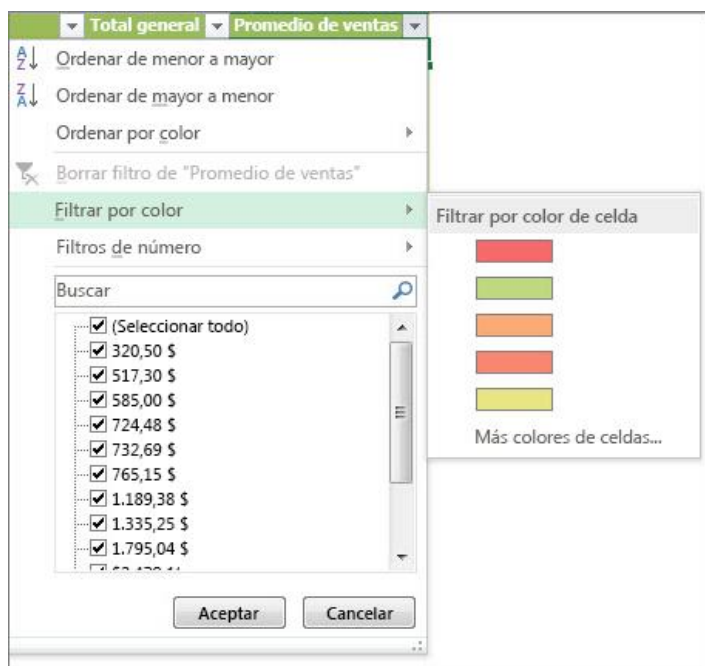 Total general Promedio de ventas
Ordenar de menor a mayor
Ordenar de mayor a menor
Ordenar por color
Borrar filtro de "Promedio de ventas"
Filtrar por color
Filtros de número
Buscar
(Seleccionar todo)
320,50 $
517,30 $
585,00 $
724,48 $
732,69 $
765,15 $
1.189,38 $
1.335,25 $
1.795,04 $
Aceptar Cancelar
Filtrar por color de celda
Más colores de celdas...